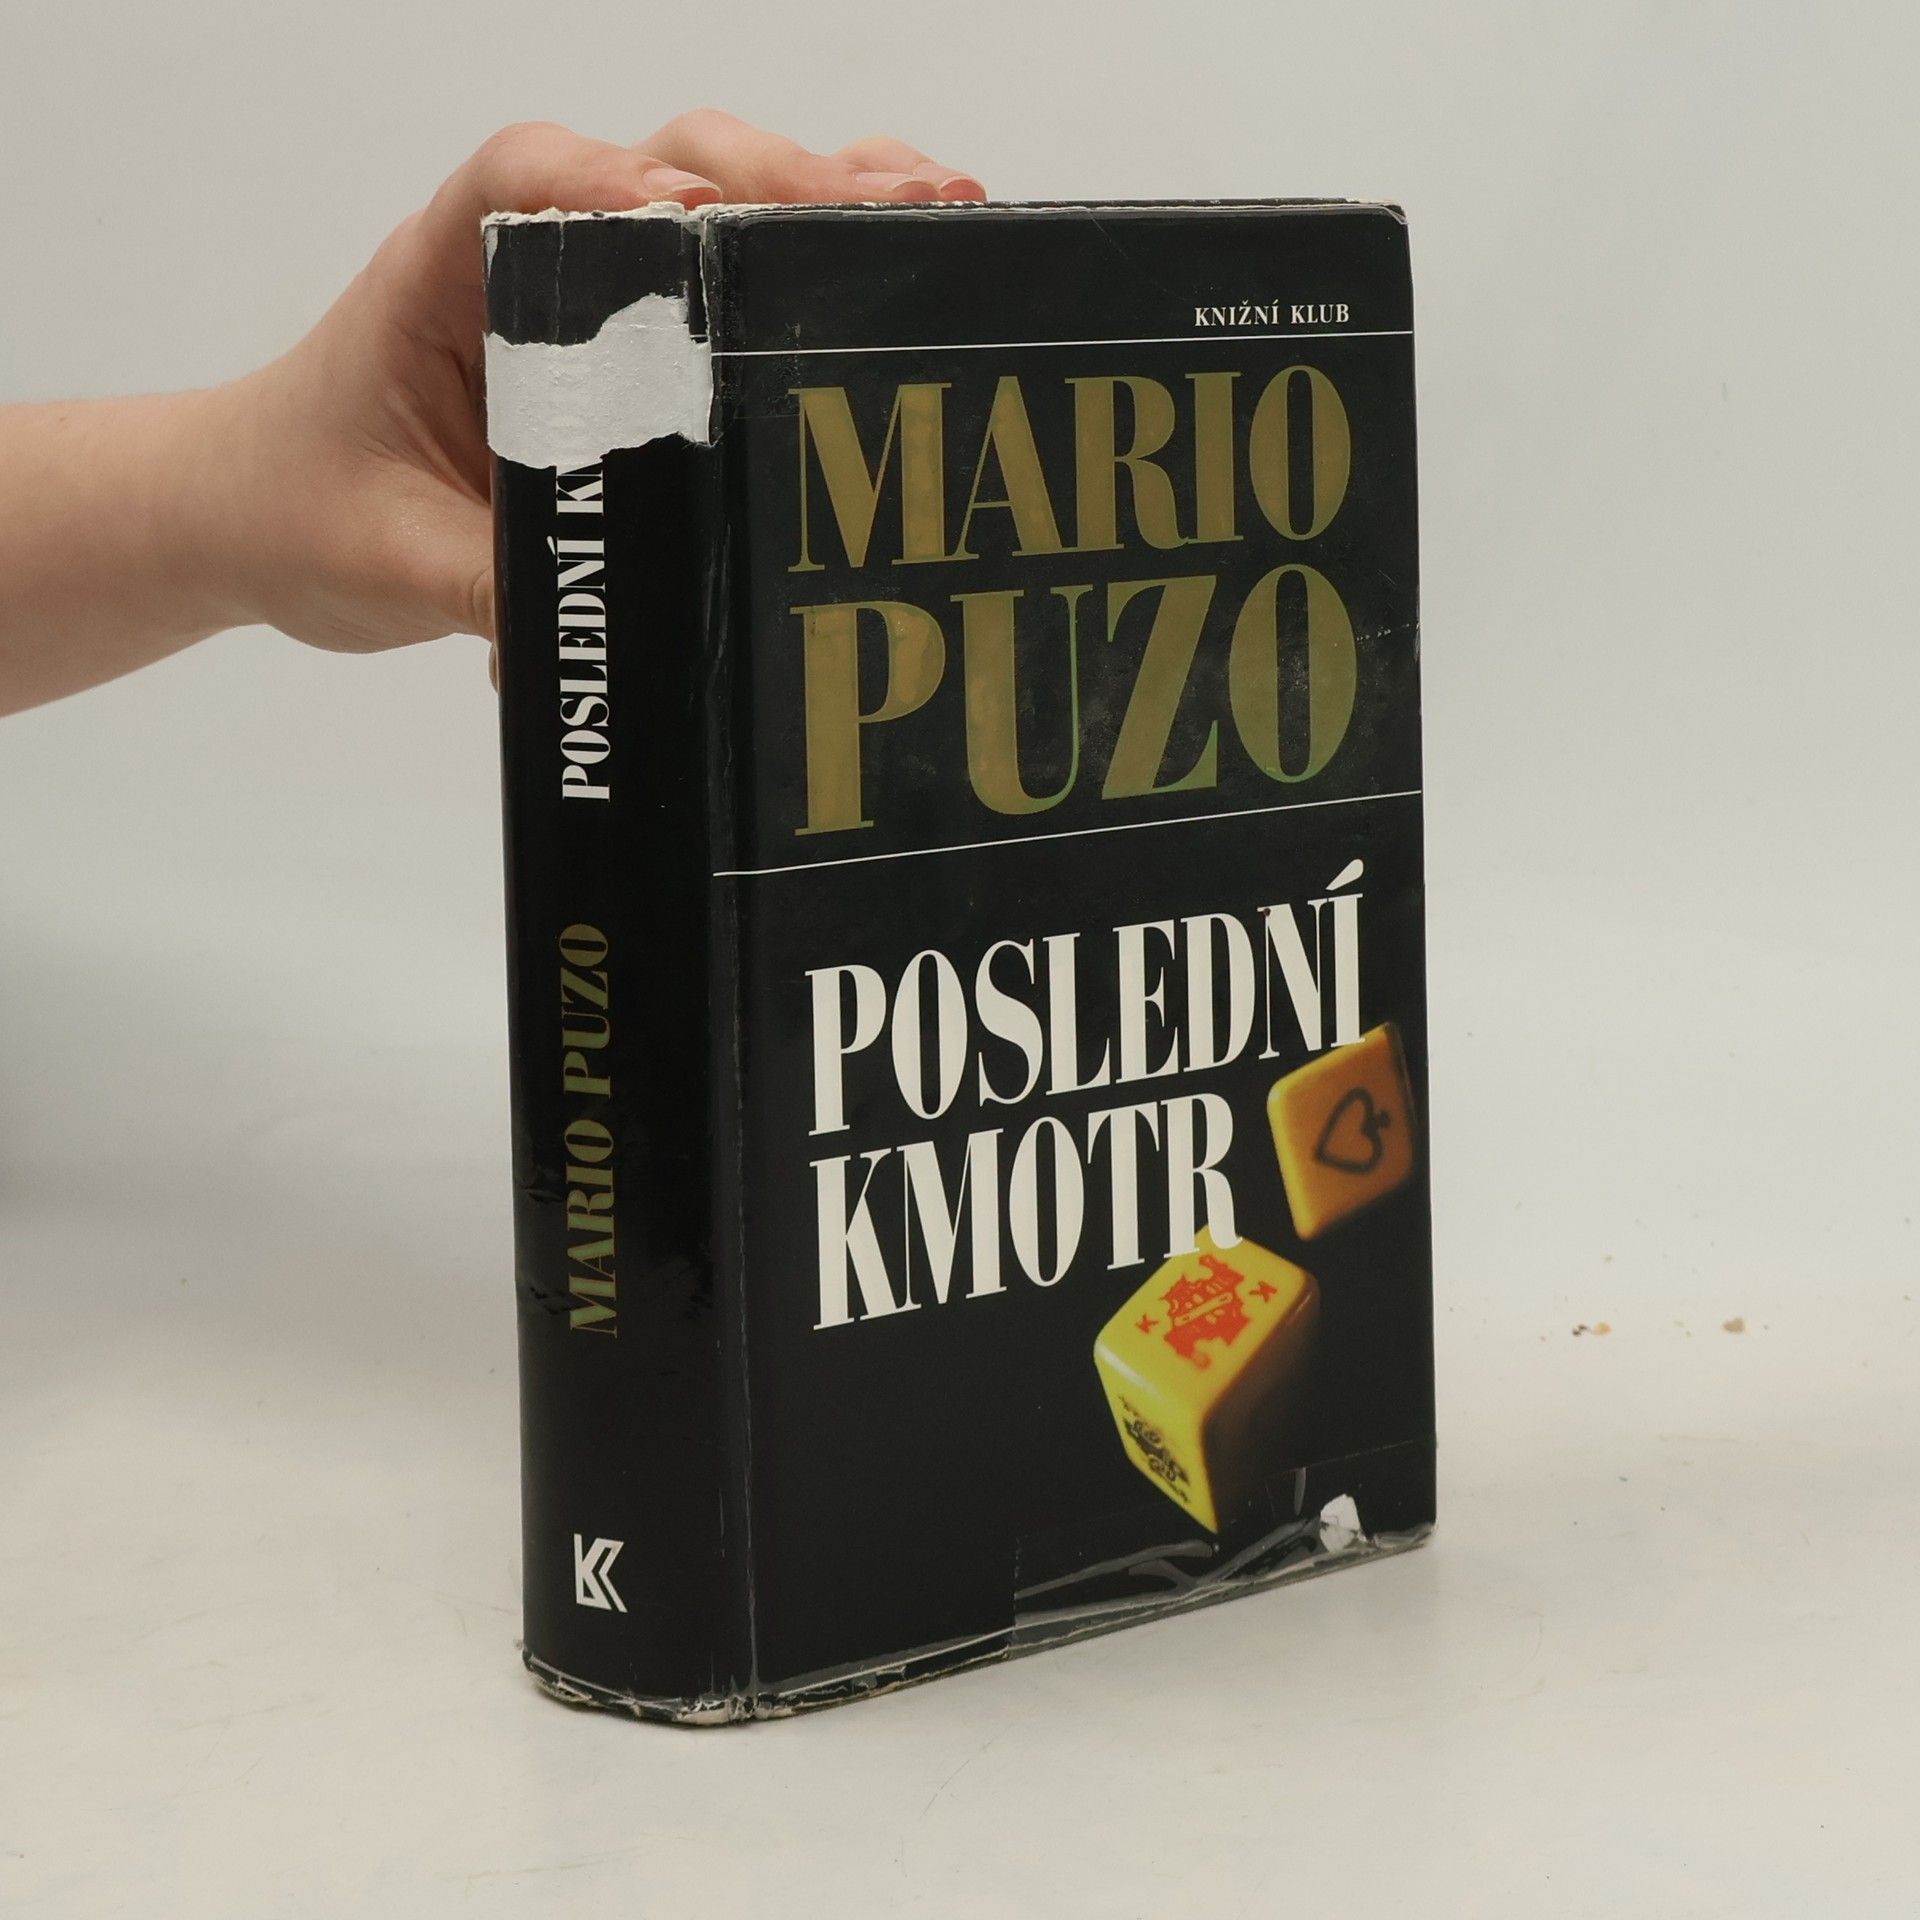 KNIŽNÍ KLUB
MARIO
PUZO
POSLEDNÍ
KMOTR
K K
MARIO PUZO POSLEDNÍ